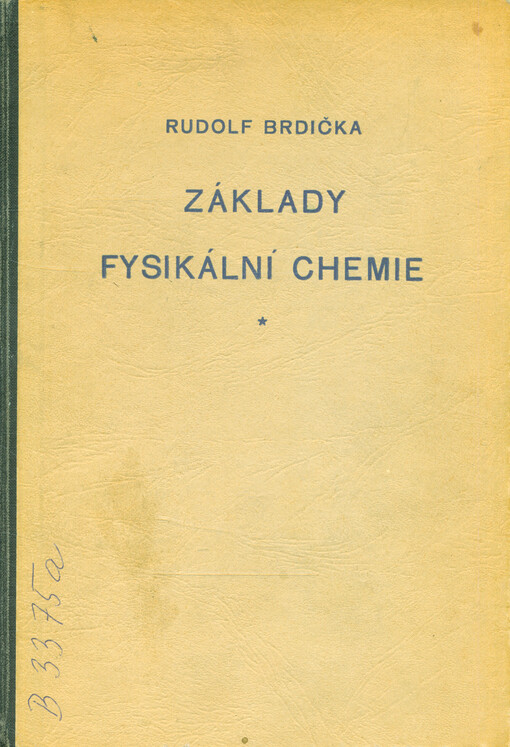 RUDOLF BRDIČKA
ZÁKLADY
FYSIKÁLNÍ CHEMIE
*
B 3375a